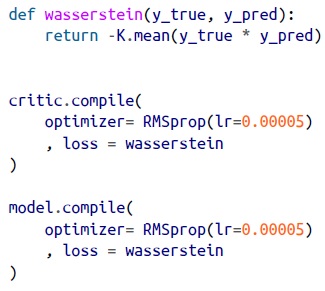 def wasserstein(y_true, y_pred):
    return -K.mean(y_true * y_pred)
critic.compile(
    optimizer= RMSprop(lr=0.00005)
    , loss = wasserstein
)
model.compile(
    optimizer= RMSprop(lr=0.00005)
    , loss = wasserstein
)